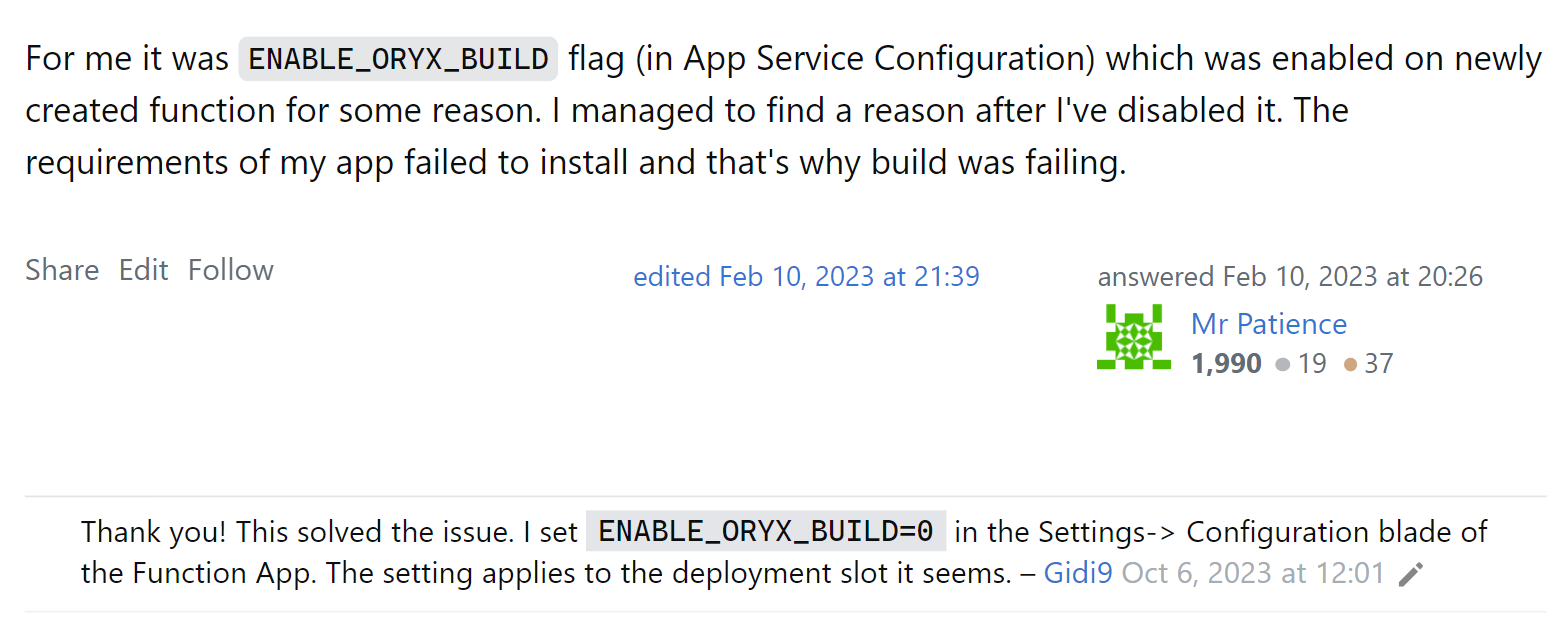 For me it was ENABLE_ORYX_BUILD flag (in App Service Configuration) which was enabled on newly
created function for some reason. I managed to find a reason after I've disabled it. The
requirements of my app failed to install and that's why build was failing.
Share Edit Follow
edited Feb 10, 2023 at 21:39
answered Feb 10, 2023 at 20:26
Mr Patience
1,990 19 37
Thank you! This solved the issue. I set ENABLE_ORYX_BUILD=0 in the Settings-> Configuration blade of
the Function App. The setting applies to the deployment slot it seems. – Gidi9 Oct 6, 2023 at 12:01